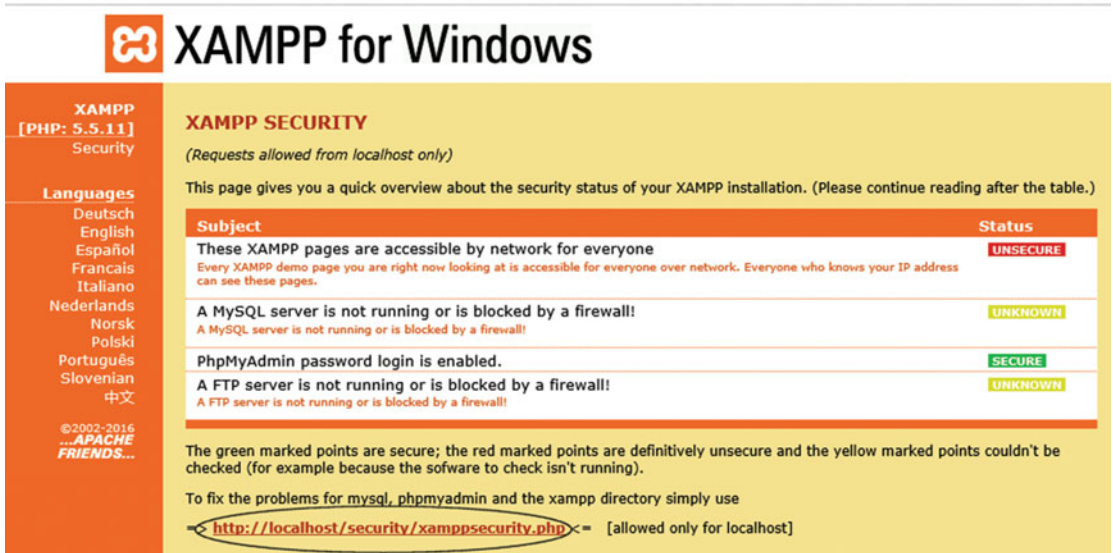 XAMPP for Windows
XAMPP
[PHP: 5.5.11]
Security
Languages
Deutsch
English
Español
Francais
Italiano
Nederlands
Norsk
Polski
Português
Slovenian
中文
©2002-2016
...APACHE
FRIENDS...
XAMPP SECURITY
(Requests allowed from localhost only)
This page gives you a quick overview about the security status of your XAMPP installation. (Please continue reading after the table.)
Subject Status
These XAMPP pages are accessible by network for everyone UNSECURE
Every XAMPP demo page you are right now looking at is accessible for everyone over network. Everyone who knows your IP address
can see these pages.
A MySQL server is not running or is blocked by a firewall! UNKNOWN
A MySQL server is not running or is blocked by a firewall!
PhpMyAdmin password login is enabled. SECURE
A FTP server is not running or is blocked by a firewall! UNKNOWN
A FTP server is not running or is blocked by a firewall!
The green marked points are secure; the red marked points are definitively unsecure and the yellow marked points couldn't be
checked (for example because the sofware to check isn't running).
To fix the problems for mysql, phpmyadmin and the xampp directory simply use
=> http://localhost/security/xamppsecurity.php <= [allowed only for localhost]